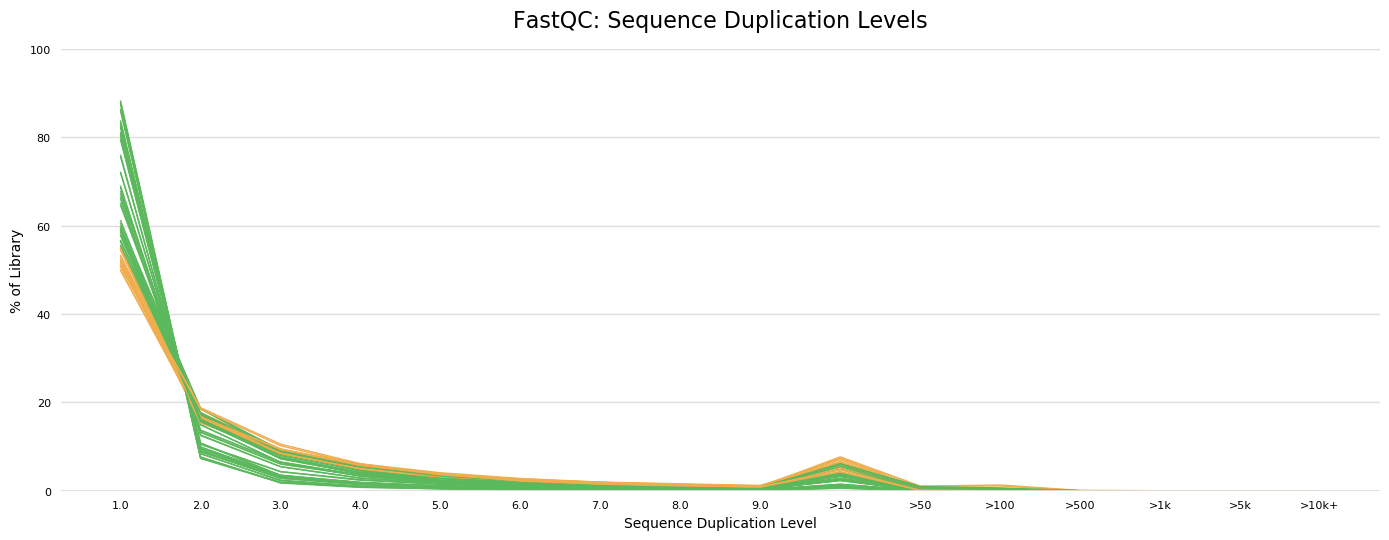 FastQC: Sequence Duplication Levels
100
80
60
40
20
0
% of Library
1.0 2.0 3.0 4.0 5.0 6.0 7.0 8.0 9.0 >10 >50 >100 >500 >1k >5k >10k+
Sequence Duplication Level